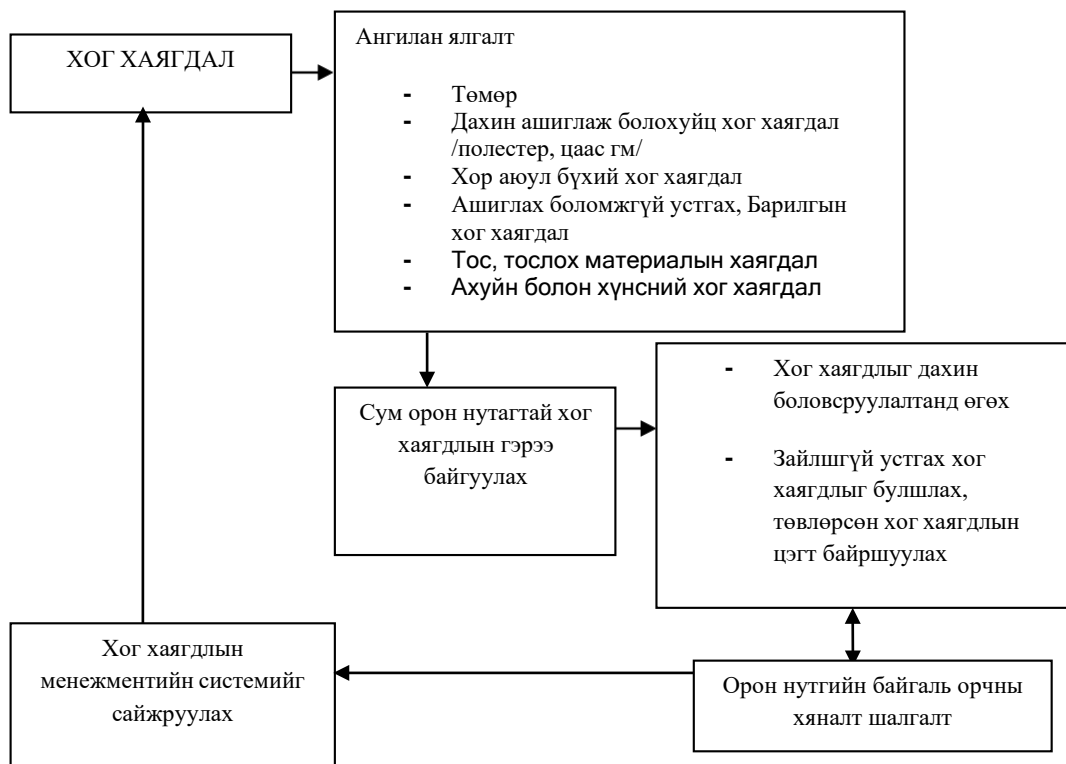 ХОГ ХАЯГДАЛ
Ангилан ялгалт
- Төмөр
- Дахин ашиглаж болохуйц хог хаягдал
/полестер, цаас гм/
- Хор аюул бүхий хог хаягдал
- Ашиглах боломжгүй устгах, Барилгын
хог хаягдал
- Тос, тослох материалын хаягдал
- Ахуйн болон хүнсний хог хаягдал
Сум орон нутагтай хог
хаягдлын гэрээ
байгуулах
- Хог хаягдлыг дахин
боловсруулалтанд өгөх
- Зайлшгүй устгах хог
хаягдлыг булшлах,
төвлөрсөн хог хаягдлын
цэгт байршуулах
Орон нутгийн байгаль орчны
хяналт шалгалт
Хог хаягдлын
менежментийн системийг
сайжруулах